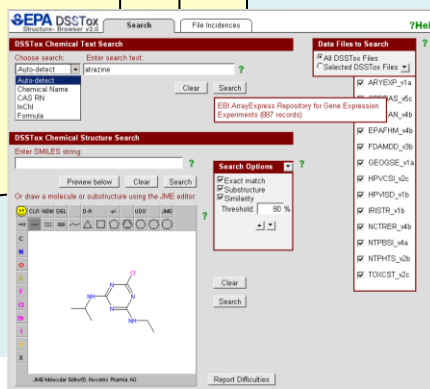 EPA DSSTox
Structure- Browser v2.0
Search
File Incidences
?Hel
DSSTox Chemical Text Search
Choose search:
Enter search text:
Auto-detect
atrazine
?
Auto-detect
Chemical Name
CAS RN
InChI
Formula
Clear
Search
EBI ArrayExpress Repository for Gene Expression
Experiments (887 records)
Data Files to Search
?
All DSSTox Files
Selected DSSTox Files
ARYEXP_v1a
_v5c
AN_v4b
EPAFHM_v4b
FDAMDD_v3b
GEOGSE_v1a
HPVCSI_v2c
HPVISD_v1b
IRISTR_v1b
NCTRER_v4b
NTPBSI_v4a
NTPHTS_v2b
TOXCST_v2c
DSSTox Chemical Structure Search
Enter SMILES string:
?
Preview below
Clear
Search
Or draw a molecule or substructure using the JME editor:
Search Options
?
Exact match
Substructure
Similarity
Threshold: 80 %
CLR NEW DEL D-R +/- UDO JME
?
C
N
O
S
F
Cl
Br
I
P
X
Cl
N
N
N
NH
NH
JME Molecular Editor©, Novartis Pharma AG
Clear
Search
Report Difficulties